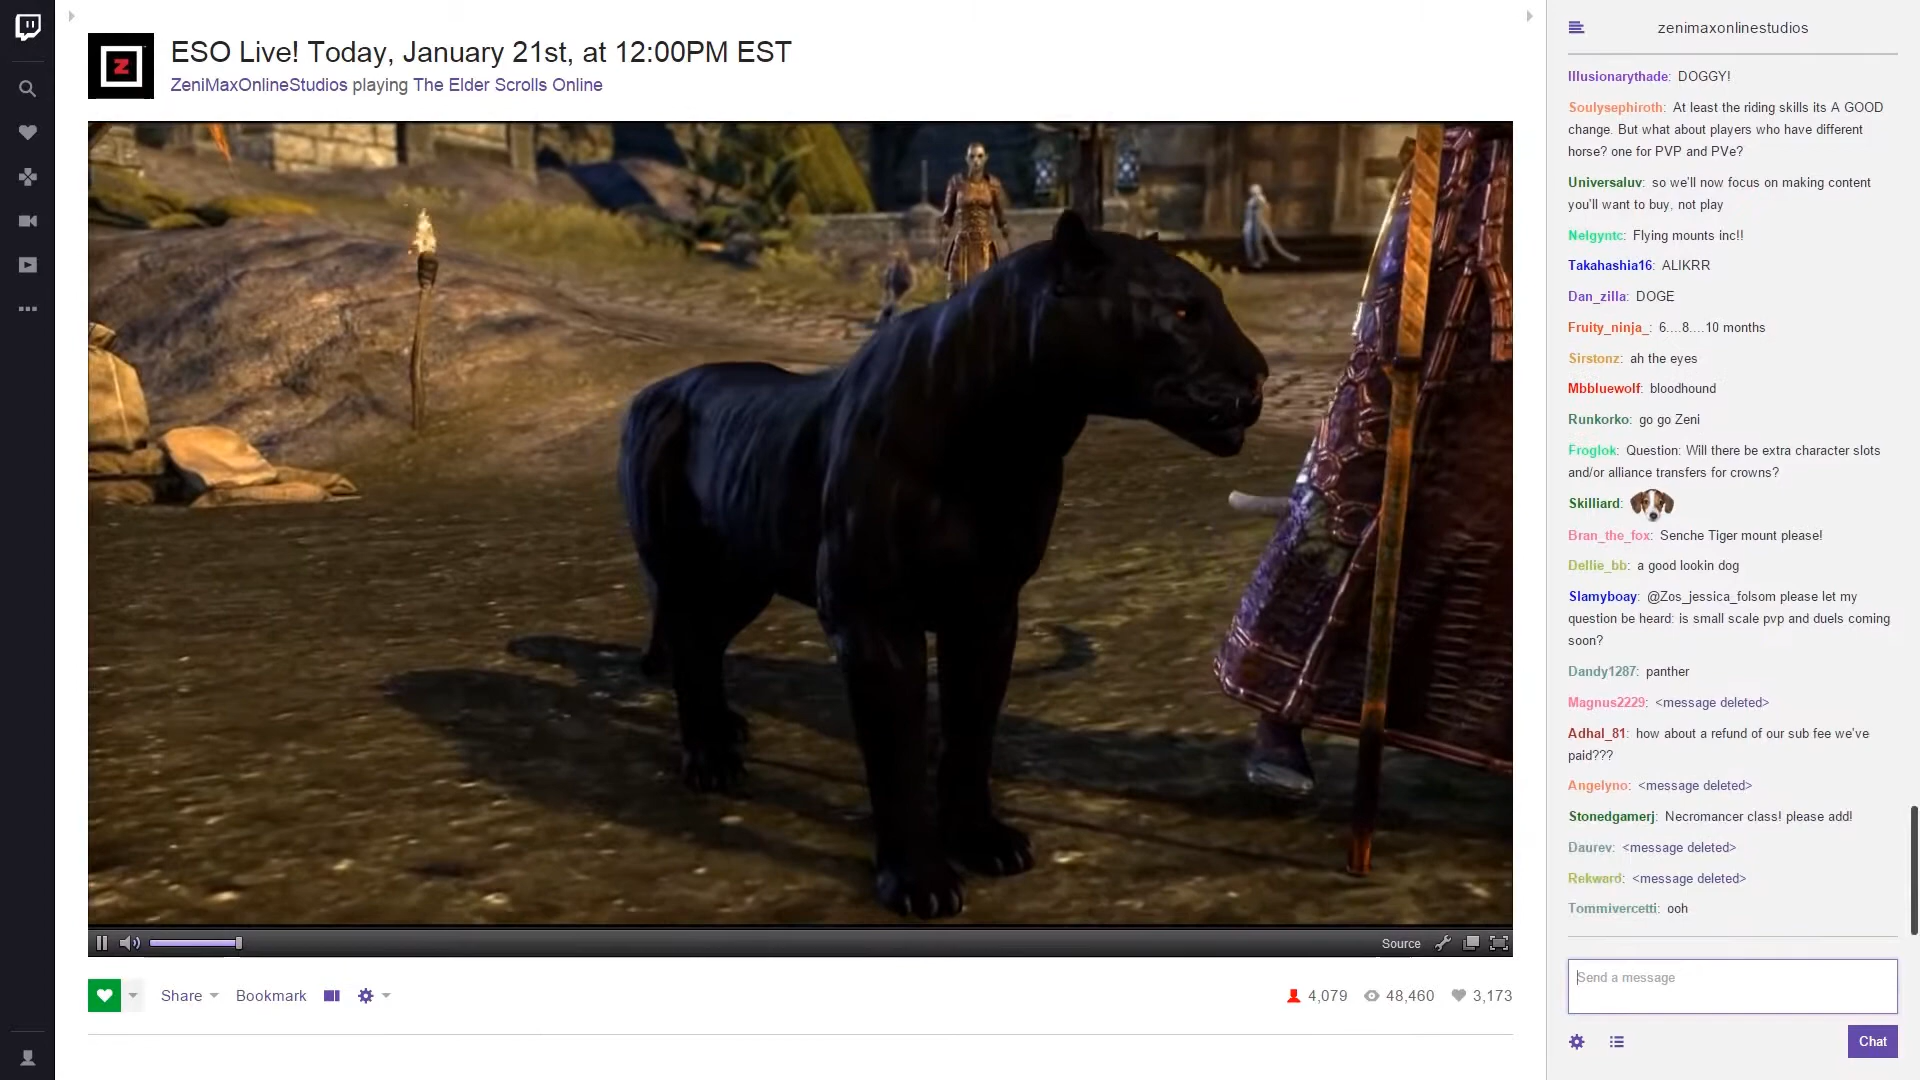 ESO Live! Today, January 21st, at 12:00PM EST
ZeniMaxOnlineStudios playing The Elder Scrolls Online
Source
Share
Bookmark
4,079
48,460
3,173
zenimaxonlinestudios
Illusionarythade: DOGGY!
Soulysephiroth: At least the riding skills its A GOOD
change. But what about players who have different
horse? one for PVP and PVe?
Universaluv: so we'll now focus on making content
you'll want to buy, not play
Nelgyntc: Flying mounts inc!!
Takahashia16: ALIKRR
Dan_zilla: DOGE
Fruity_ninja_: 6....8....10 months
Sirstonz: ah the eyes
Mbbluewolf: bloodhound
Runkorko: go go Zeni
Froglok: Question: Will there be extra character slots
and/or alliance transfers for crowns?
Skilliard:
Bran_the_fox: Senche Tiger mount please!
Dellie_bb: a good lookin dog
Slamyboay: @Zos_jessica_folsom please let my
question be heard: is small scale pvp and duels coming
soon?
Dandy1287: panther
Magnus2229: <message deleted>
Adhal_81: how about a refund of our sub fee we've
paid???
Angelyno: <message deleted>
Stonedgamerj: Necromancer class! please add!
Daurev: <message deleted>
Rekward: <message deleted>
Tommivercetti: ooh
Send a message
Chat